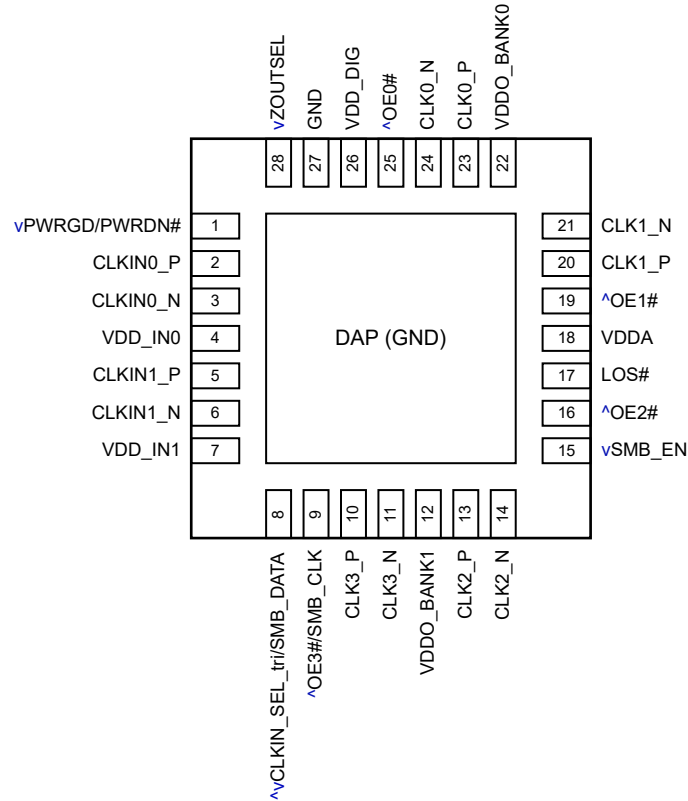 vZOUTSEL
GND
VDD_DIG
^OE0#
CLK0_N
CLK0_P
VDDO_BANK0
28
27
26
25
24
23
22
vPWRGD/PWRDN# 1
CLKIN0_P 2
CLKIN0_N 3
VDD_IN0 4
CLKIN1_P 5
CLKIN1_N 6
VDD_IN1 7
DAP (GND)
21 CLK1_N
20 CLK1_P
19 ^OE1#
18 VDDA
17 LOS#
16 ^OE2#
15 vSMB_EN
8
9
10
11
12
13
14
^vCLKIN_SEL_tri/SMB_DATA
^OE3#/SMB_CLK
CLK3_P
CLK3_N
VDDO_BANK1
CLK2_P
CLK2_N